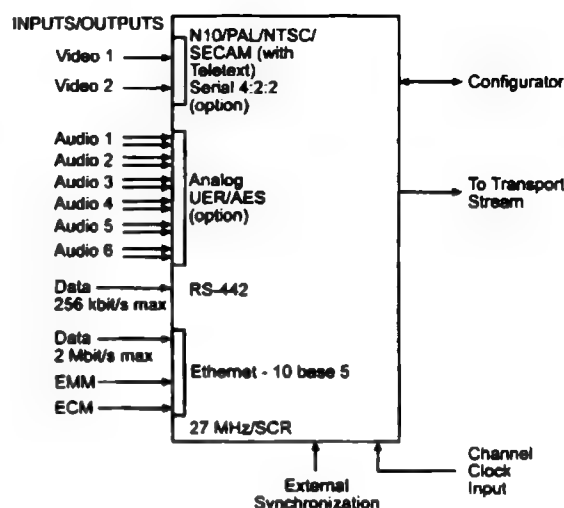 INPUTS/OUTPUTS
N10/PAL/NTSC/
SECAM (with
Teletext)
Serial 4:2:2
(option)
Video 1
Video 2
Configurator
Audio 1
Audio 2
Audio 3
Audio 4
Audio 5
Audio 6
Analog
UER/AES
(option)
To Transport
Stream
Data
256 kbit/s max
RS-442
Data
2 Mbit/s max
EMM
ECM
Ethernet - 10 base 5
27 MHz/SCR
External
Synchronization
Channel
Clock
Input